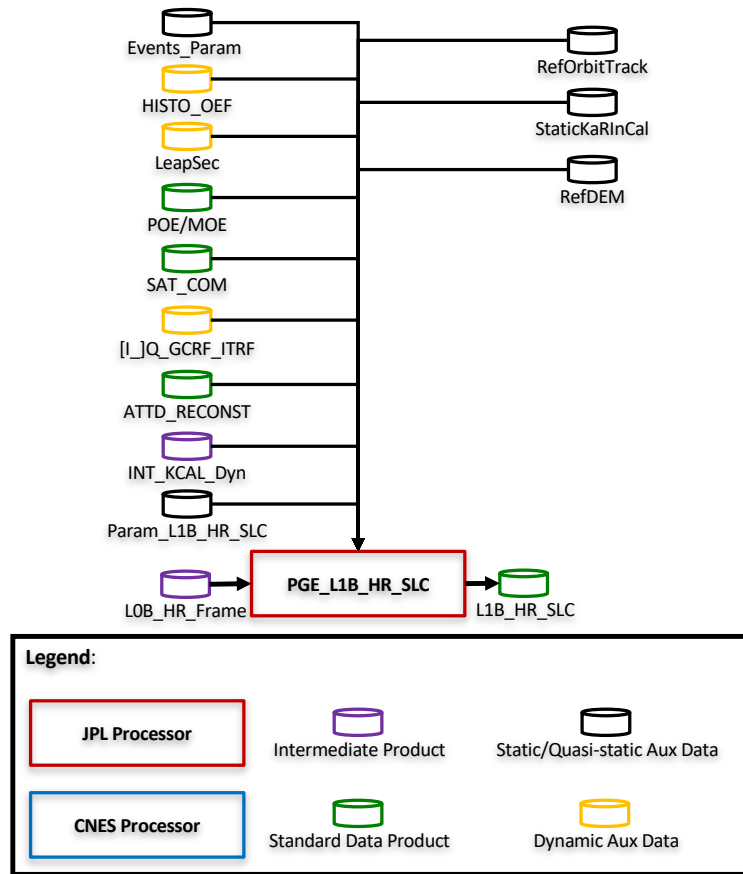 Events_Param
HISTO_OEF
LeapSec
POE/MOE
SAT_COM
[I_]Q_GCRF_ITRF
ATTD_RECONST
INT_KCAL_Dyn
Param_L1B_HR_SLC
RefOrbitTrack
StaticKaRInCal
RefDEM
L0B_HR_Frame
PGE_L1B_HR_SLC
L1B_HR_SLC
Legend:
JPL Processor
Intermediate Product
Static/Quasi-static Aux Data
CNES Processor
Standard Data Product
Dynamic Aux Data